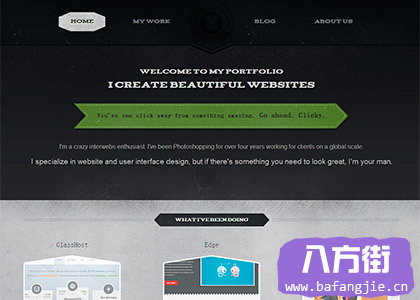 HOME
MY WORK
BLOG
ABOUT US
WELCOME TO MY PORTFOLIO
I CREATE BEAUTIFUL WEBSITES
You're one click away from something amazing. Go ahead, Clicky.
I'm a crazy interwebs enthusiast. I've been Photoshopping for over four years working for clients on a global scale.
I specialize in website and user interface design, but if there's something you need to look great, I'm your man.
WHAT I'VE BEEN DOING
GlassHost
Edge
八方街
www.bafangjie.cn